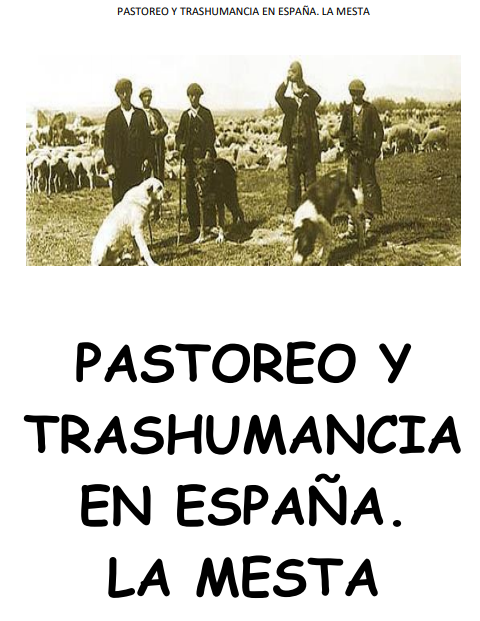 PASTOREO Y TRASHUMANCIA EN ESPAÑA. LA MESTA
PASTOREO Y
TRASHUMANCIA
EN ESPAÑA.
LA MESTA